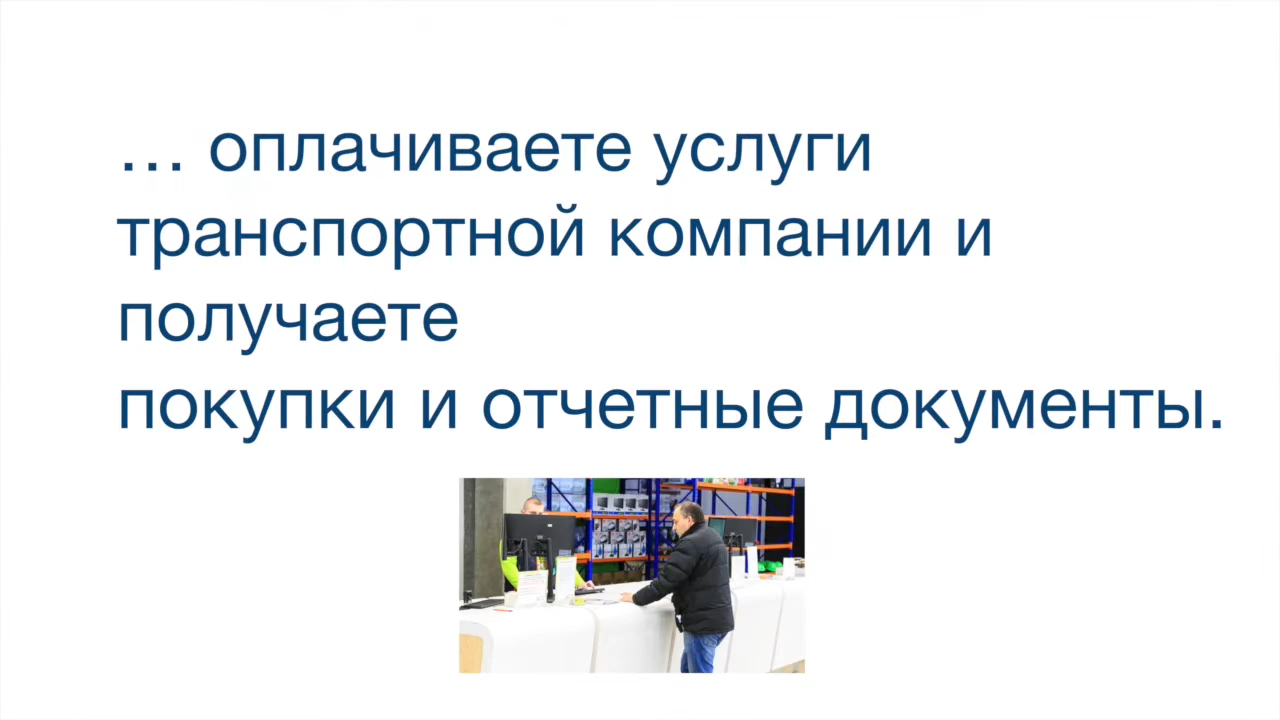 … оплачиваете услуги
транспортной компании и
получаете
покупки и отчетные документы.